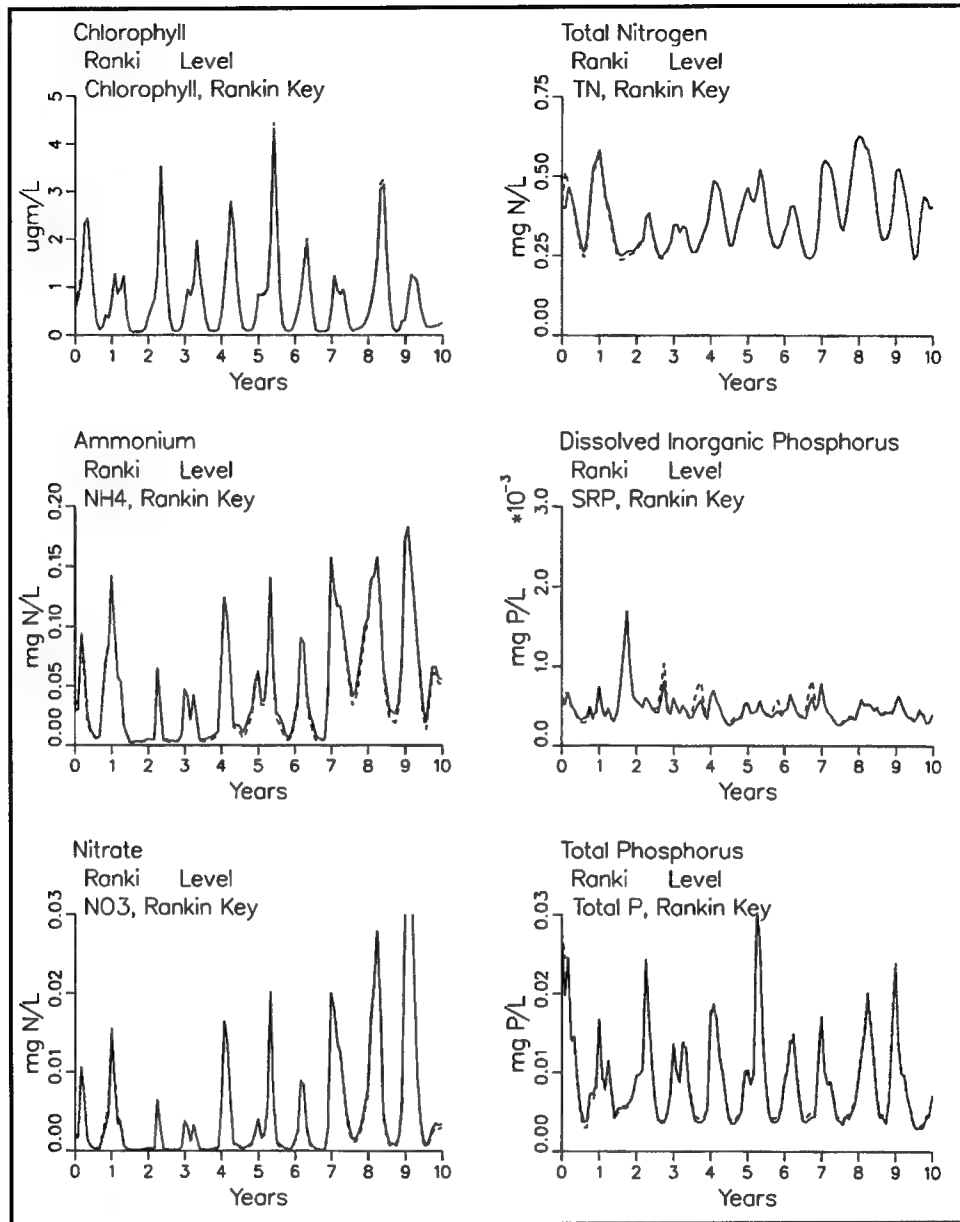 Chlorophyll
Ranki Level
Chlorophyll, Rankin Key
ugm/L
5
4
3
2
1
0
0 1 2 3 4 5 6 7 8 9 10
Years
Total Nitrogen
Ranki Level
TN, Rankin Key
mg N/L
0.75
0.50
0.25
0.00
0 1 2 3 4 5 6 7 8 9 10
Years
Ammonium
Ranki Level
NH4, Rankin Key
mg N/L
0.20
0.15
0.10
0.05
0.00
0 1 2 3 4 5 6 7 8 9 10
Years
Dissolved Inorganic Phosphorus
Ranki Level
SRP, Rankin Key
*10-3
mg P/L
3.0
2.0
1.0
0.0
0 1 2 3 4 5 6 7 8 9 10
Years
Nitrate
Ranki Level
NO3, Rankin Key
mg N/L
0.03
0.02
0.01
0.00
0 1 2 3 4 5 6 7 8 9 10
Years
Total Phosphorus
Ranki Level
Total P, Rankin Key
mg P/L
0.03
0.02
0.01
0.00
0 1 2 3 4 5 6 7 8 9 10
Years